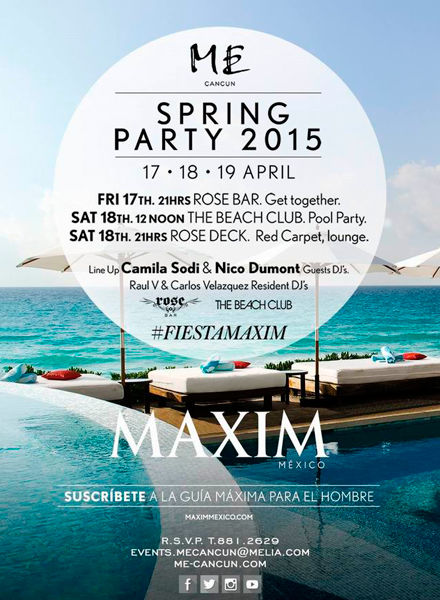 ME
CANCUN
SPRING
PARTY 2015
17 • 18 • 19 APRIL
FRI 17TH. 21HRS ROSE BAR. Get together.
SAT 18TH. 12 NOON THE BEACH CLUB. Pool Party.
SAT 18TH. 21HRS ROSE DECK. Red Carpet, lounge.
Line Up Camila Sodi & Nico Dumont Guests DJ's.
Raul V & Carlos Velazquez Resident DJ's
rose BAR THE BEACH CLUB
#FIESTAMAXIM
MAXIM
MÉXICO
SUSCRÍBETE A LA GUÍA MÁXIMA PARA EL HOMBRE
MAXIMMEXICO.COM
R.S.V.P. T.881.2629
EVENTS.MECANCUN@MELIA.COM
ME-CANCUN.COM